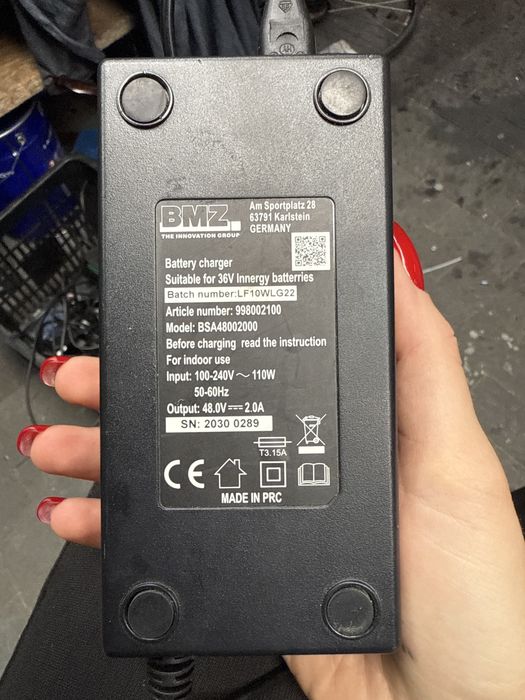 BMZ
THE INNOVATION GROUP
Am Sportplatz 28
63791 Karlstein
GERMANY
Battery charger
Suitable for 36V Innergy batterries
Batch number:LF10WLG22
Article number: 998002100
Model: BSA48002000
Before charging read the instruction
For indoor use
Input: 100-240V～110W
50-60Hz
Output: 48.0V⎓2.0A
SN: 2030 0289
T3.15A
CE
MADE IN PRC